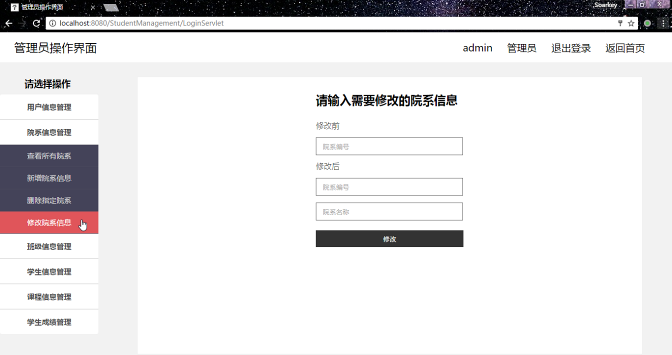 管理员操作界面
Soarkey
localhost:8080/StudentManagement/LoginServlet
管理员操作界面
admin 管理员 退出登录 返回首页
请选择操作
用户信息管理
院系信息管理
查看所有院系
新增院系信息
删除指定院系
修改院系信息
班级信息管理
学生信息管理
课程信息管理
学生成绩管理
请输入需要修改的院系信息
修改前
院系编号
修改后
院系编号
院系名称
修改